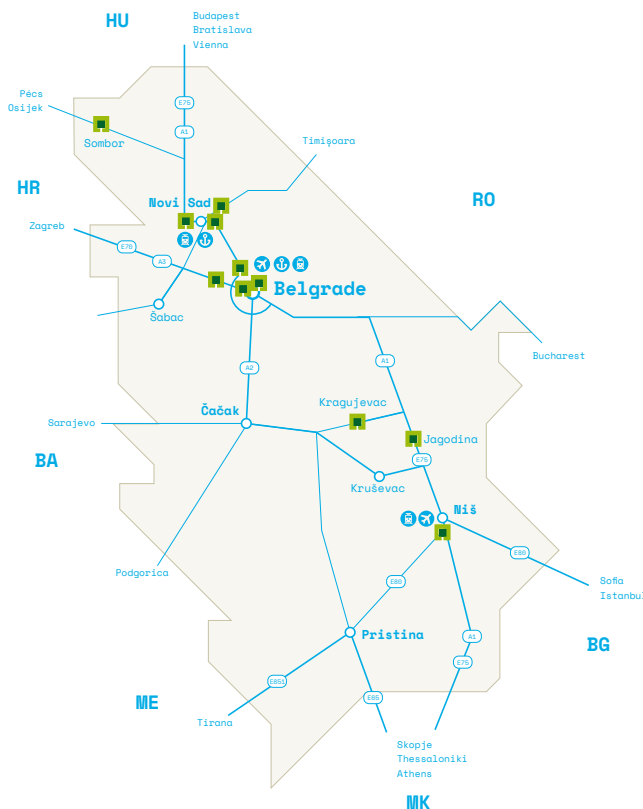 HU
Budapest
Bratislava
Vienna
Pécs
Osijek
E75
A1
Sombor
Timișoara
HR
RO
Novi Sad
Zagreb
E70
A3
Belgrade
Šabac
Bucharest
A2
A1
Kragujevac
Čačak
Sarajevo
Jagodina
BA
E75
Kruševac
Niš
E80
Podgorica
E80
Sofia
Istanbul
Pristina
A1
BG
E75
E851
E65
ME
Tirana
Skopje
Thessaloniki
Athens
MK